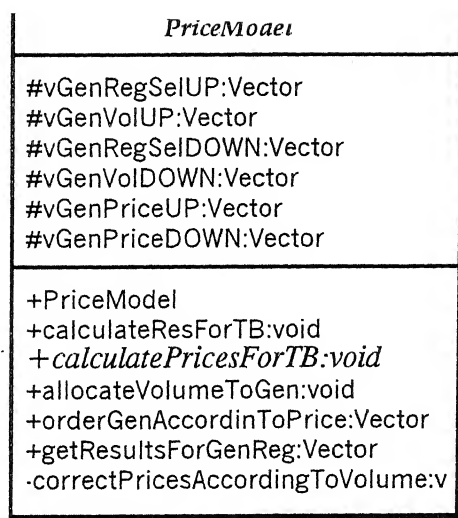 PriceModel
#vGenRegSelUP:Vector
#vGenVolUP:Vector
#vGenRegSelDOWN:Vector
#vGenVolDOWN:Vector
#vGenPriceUP:Vector
#vGenPriceDOWN:Vector
+PriceModel
+calculateResForTB:void
+calculatePricesForTB:void
+allocateVolumeToGen:void
+orderGenAccordinToPrice:Vector
+getResultsForGenReg:Vector
-correctPricesAccordingToVolume:v